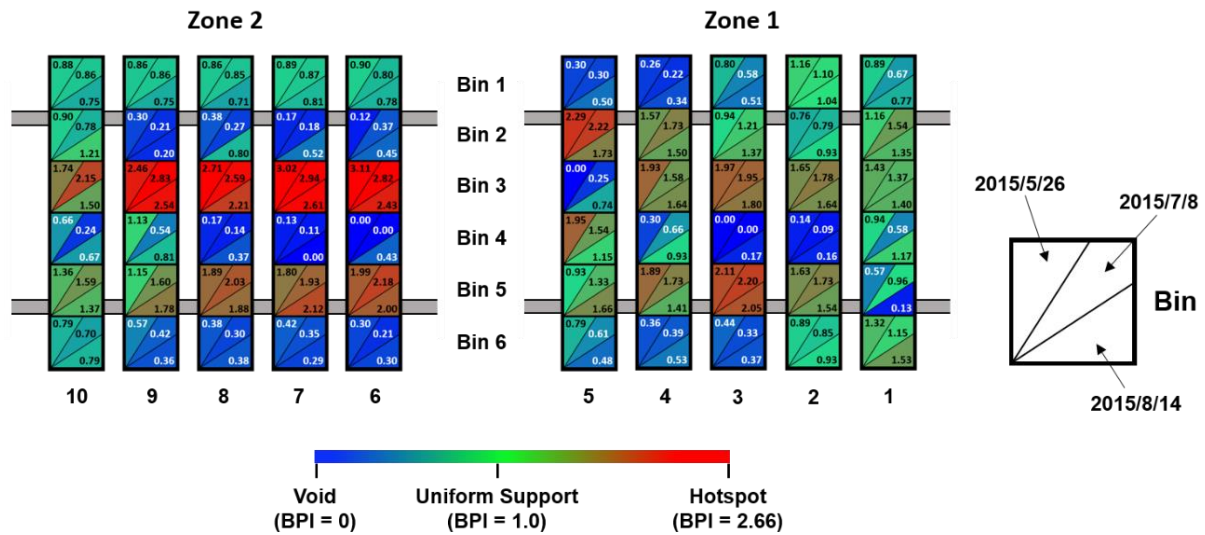 Zone 2 Zone 1
0.88 0.86 0.86 0.89 0.90 0.30 0.26 0.80 1.16 0.89
0.86 0.86 0.85 0.87 0.80 Bin 1 0.30 0.22 0.58 1.10 0.67
0.75 0.75 0.71 0.81 0.78 0.50 0.34 0.51 1.04 0.77
0.90 0.30 0.38 0.17 0.12 2.29 1.57 0.94 0.76 1.16
0.78 0.21 0.27 0.18 0.37 Bin 2 2.22 1.73 1.21 0.79 1.54
1.21 0.20 0.80 0.52 0.45 1.73 1.50 1.37 0.93 1.35
1.74 2.46 2.71 3.02 3.11 0.00 1.93 1.97 1.65 1.43
2.15 2.83 2.59 2.94 2.82 Bin 3 0.25 1.58 1.95 1.78 1.37
1.50 2.54 2.21 2.61 2.43 0.74 1.64 1.80 1.64 1.40
0.66 1.13 0.17 0.13 0.00 1.95 0.30 0.00 0.14 0.94
0.24 0.54 0.14 0.11 0.00 Bin 4 1.54 0.66 0.00 0.09 0.58
0.67 0.81 0.37 0.00 0.43 1.15 0.93 0.17 0.16 1.17
1.36 1.15 1.89 1.80 1.99 0.93 1.89 2.11 1.63 0.57
1.59 1.60 2.03 1.93 2.18 Bin 5 1.33 1.73 2.20 1.73 0.96
1.37 1.78 1.88 2.12 2.00 1.66 1.41 2.05 1.54 0.13
0.79 0.57 0.38 0.42 0.30 0.79 0.36 0.44 0.89 1.32
0.70 0.42 0.30 0.35 0.21 Bin 6 0.61 0.39 0.33 0.85 1.15
0.79 0.36 0.38 0.29 0.30 0.48 0.53 0.37 0.93 1.53
10 9 8 7 6 5 4 3 2 1
2015/5/26
2015/7/8
Bin
2015/8/14
Void Uniform Support Hotspot
(BPI = 0) (BPI = 1.0) (BPI = 2.66)